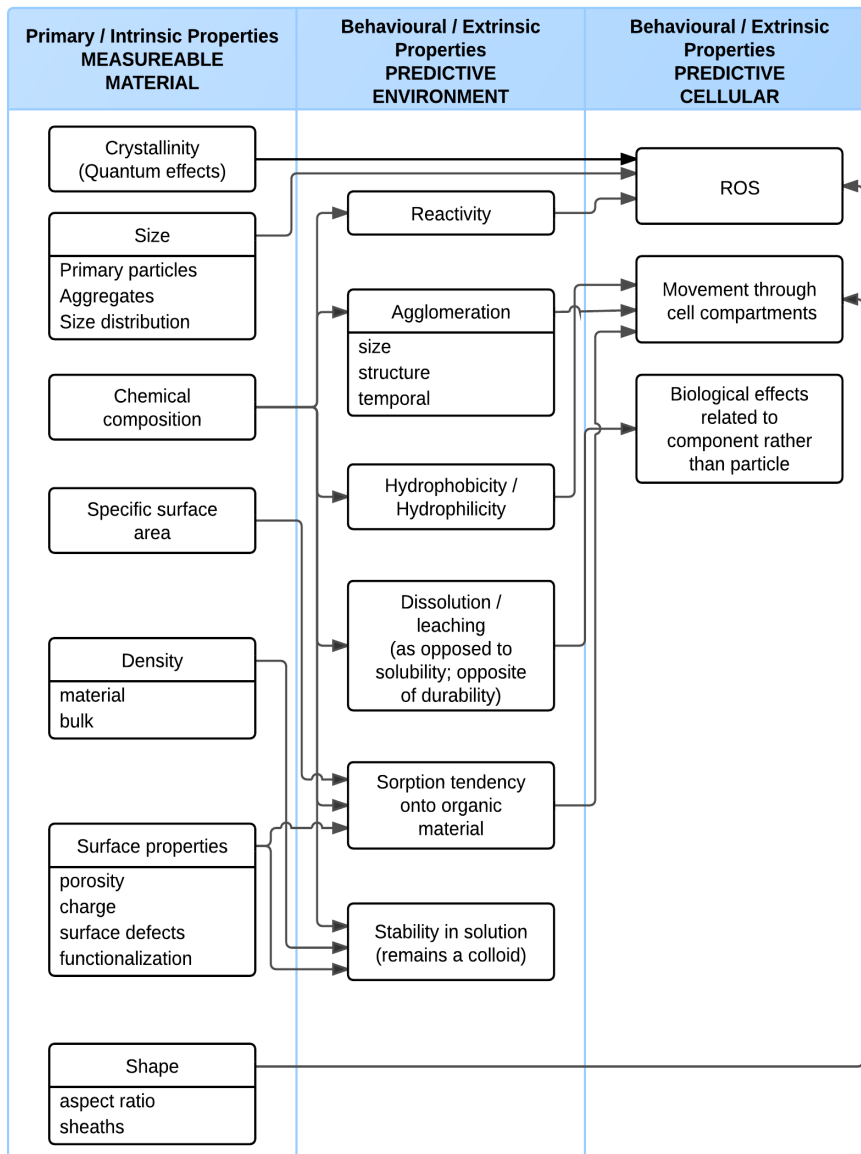 Primary / Intrinsic Properties
MEASUREABLE
MATERIAL
Behavioural / Extrinsic
Properties
PREDICTIVE
ENVIRONMENT
Behavioural / Extrinsic
Properties
PREDICTIVE
CELLULAR
Crystallinity
(Quantum effects)
Size
Primary particles
Aggregates
Size distribution
Chemical
composition
Specific surface
area
Density
material
bulk
Surface properties
porosity
charge
surface defects
functionalization
Shape
aspect ratio
sheaths
Reactivity
Agglomeration
size
structure
temporal
Hydrophobicity /
Hydrophilicity
Dissolution /
leaching
(as opposed to
solubility; opposite
of durability)
Sorption tendency
onto organic
material
Stability in solution
(remains a colloid)
ROS
Movement through
cell compartments
Biological effects
related to
component rather
than particle